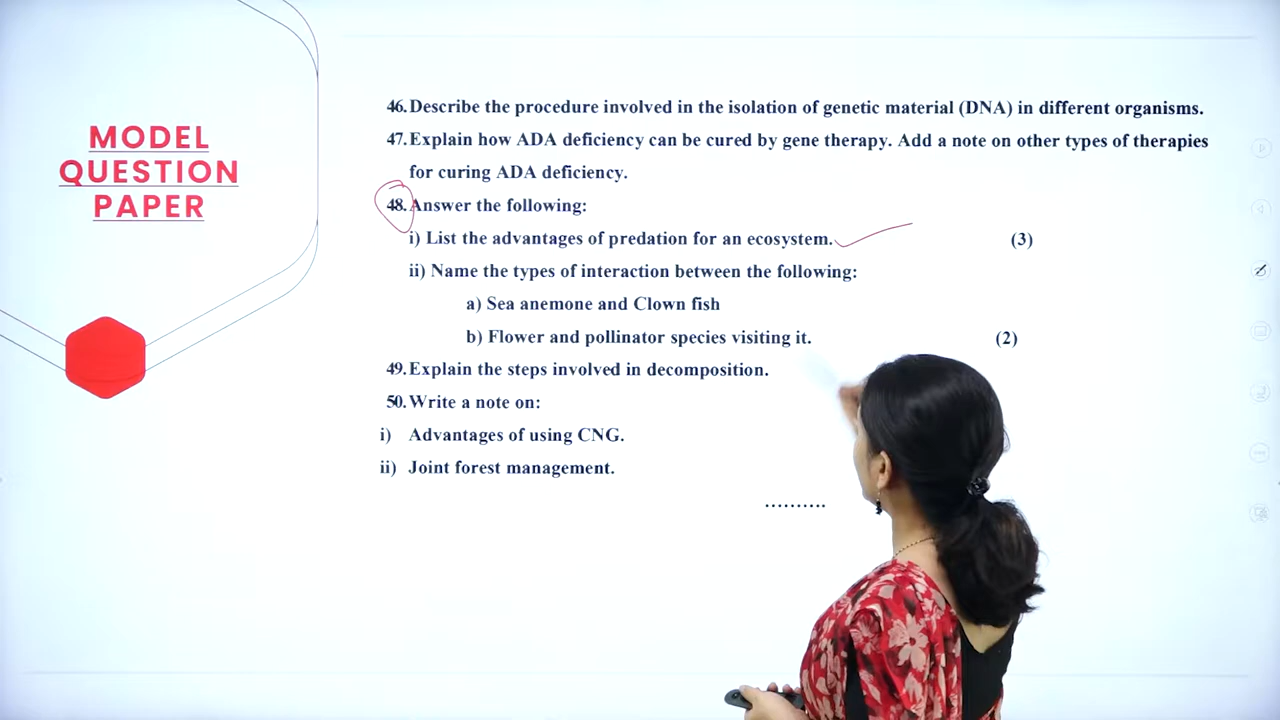 MODEL
QUESTION
PAPER
46.Describe the procedure involved in the isolation of genetic material (DNA) in different organisms.
47.Explain how ADA deficiency can be cured by gene therapy. Add a note on other types of therapies
for curing ADA deficiency.
48.Answer the following:
i) List the advantages of predation for an ecosystem. (3)
ii) Name the types of interaction between the following:
a) Sea anemone and Clown fish
b) Flower and pollinator species visiting it. (2)
49.Explain the steps involved in decomposition.
50.Write a note on:
i) Advantages of using CNG.
ii) Joint forest management.
..........